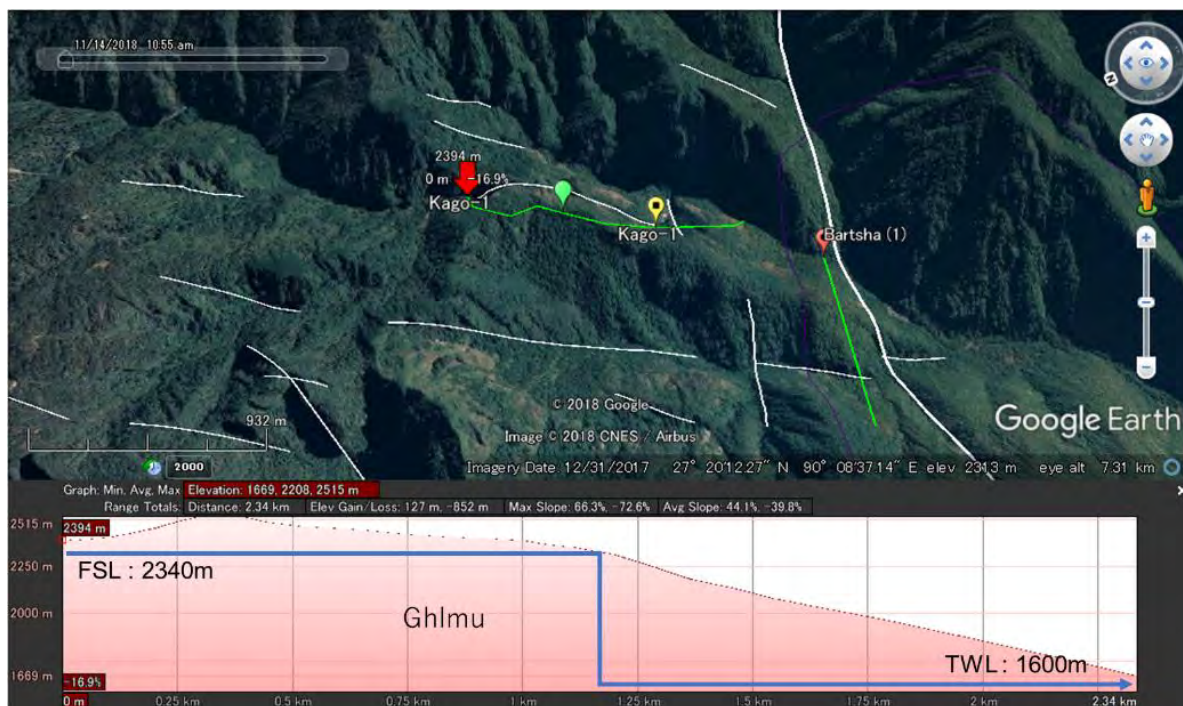 11/14/2018 10:55 am
N
2394 m
0 m -16.9%
Kago-1
Kago-1
Bartsha (1)
© 2018 Google
Image © 2018 CNES / Airbus
Google Earth
932 m
2000
Imagery Date 12/31/2017 27° 20'12.27" N 90° 08'37.14" E elev 2313 m eye alt 7.31 km
Graph: Min, Avg, Max Elevation: 1669, 2208, 2515 m
Range Totals: Distance: 2.34 km Elev Gain/Loss: 127 m, -852 m Max Slope: 66.3%, -72.6% Avg Slope: 44.1%, -39.8%
2515 m
2394 m
2250 m
FSL : 2340m
2000 m
Ghlmu
TWL : 1600m
1669 m
-16.9%
0 m 0.25 km 0.5 km 0.75 km 1 km 1.25 km 1.5 km 1.75 km 2 km 2.34 km